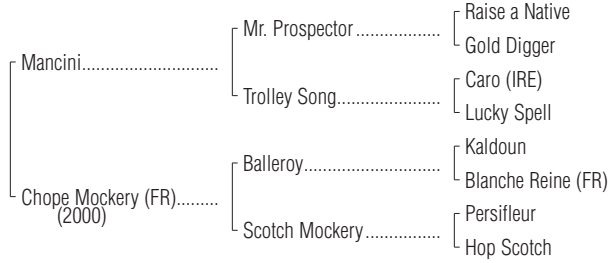 Raise a Native
Mr. Prospector..................
Gold Digger
Mancini.............................
Caro (IRE)
Trolley Song......................
Lucky Spell
Kaldoun
Balleroy.............................
Blanche Reine (FR)
Chope Mockery (FR).........
(2000)
Persifleur
Scotch Mockery................
Hop Scotch